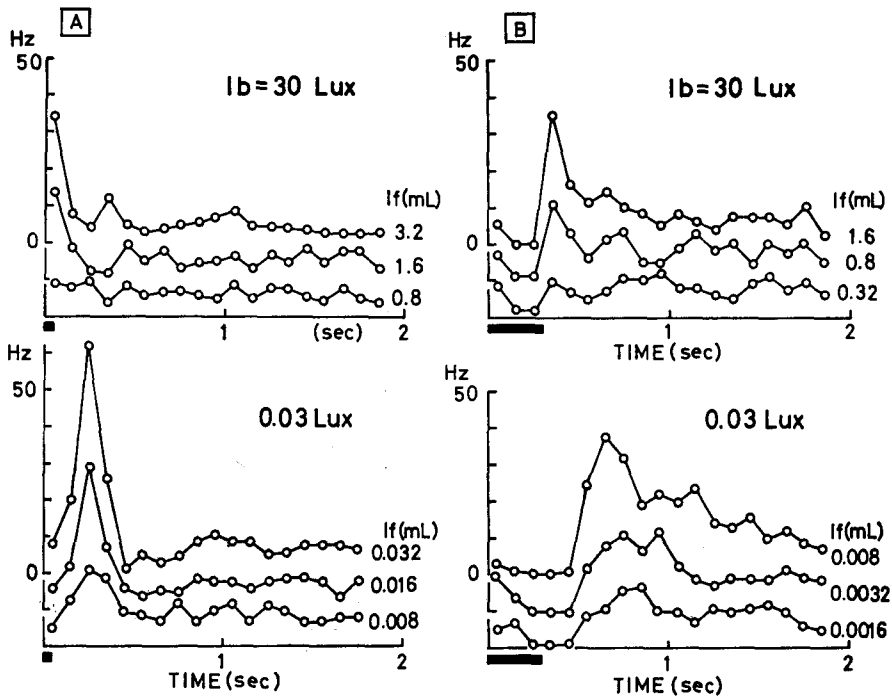 A
Hz
50
Ib=30 Lux
If(mL)
3.2
0
1.6
0.8
1
(sec)
2
B
Hz
50
Ib=30 Lux
If(mL)
1.6
0
0.8
0.32
1
2
TIME(sec)
Hz
50
0.03 Lux
If(mL)
0.032
0
0.016
0.008
1
2
TIME(sec)
Hz
50
0.03 Lux
If(mL)
0.008
0
0.0032
0.0016
1
2
TIME(sec)